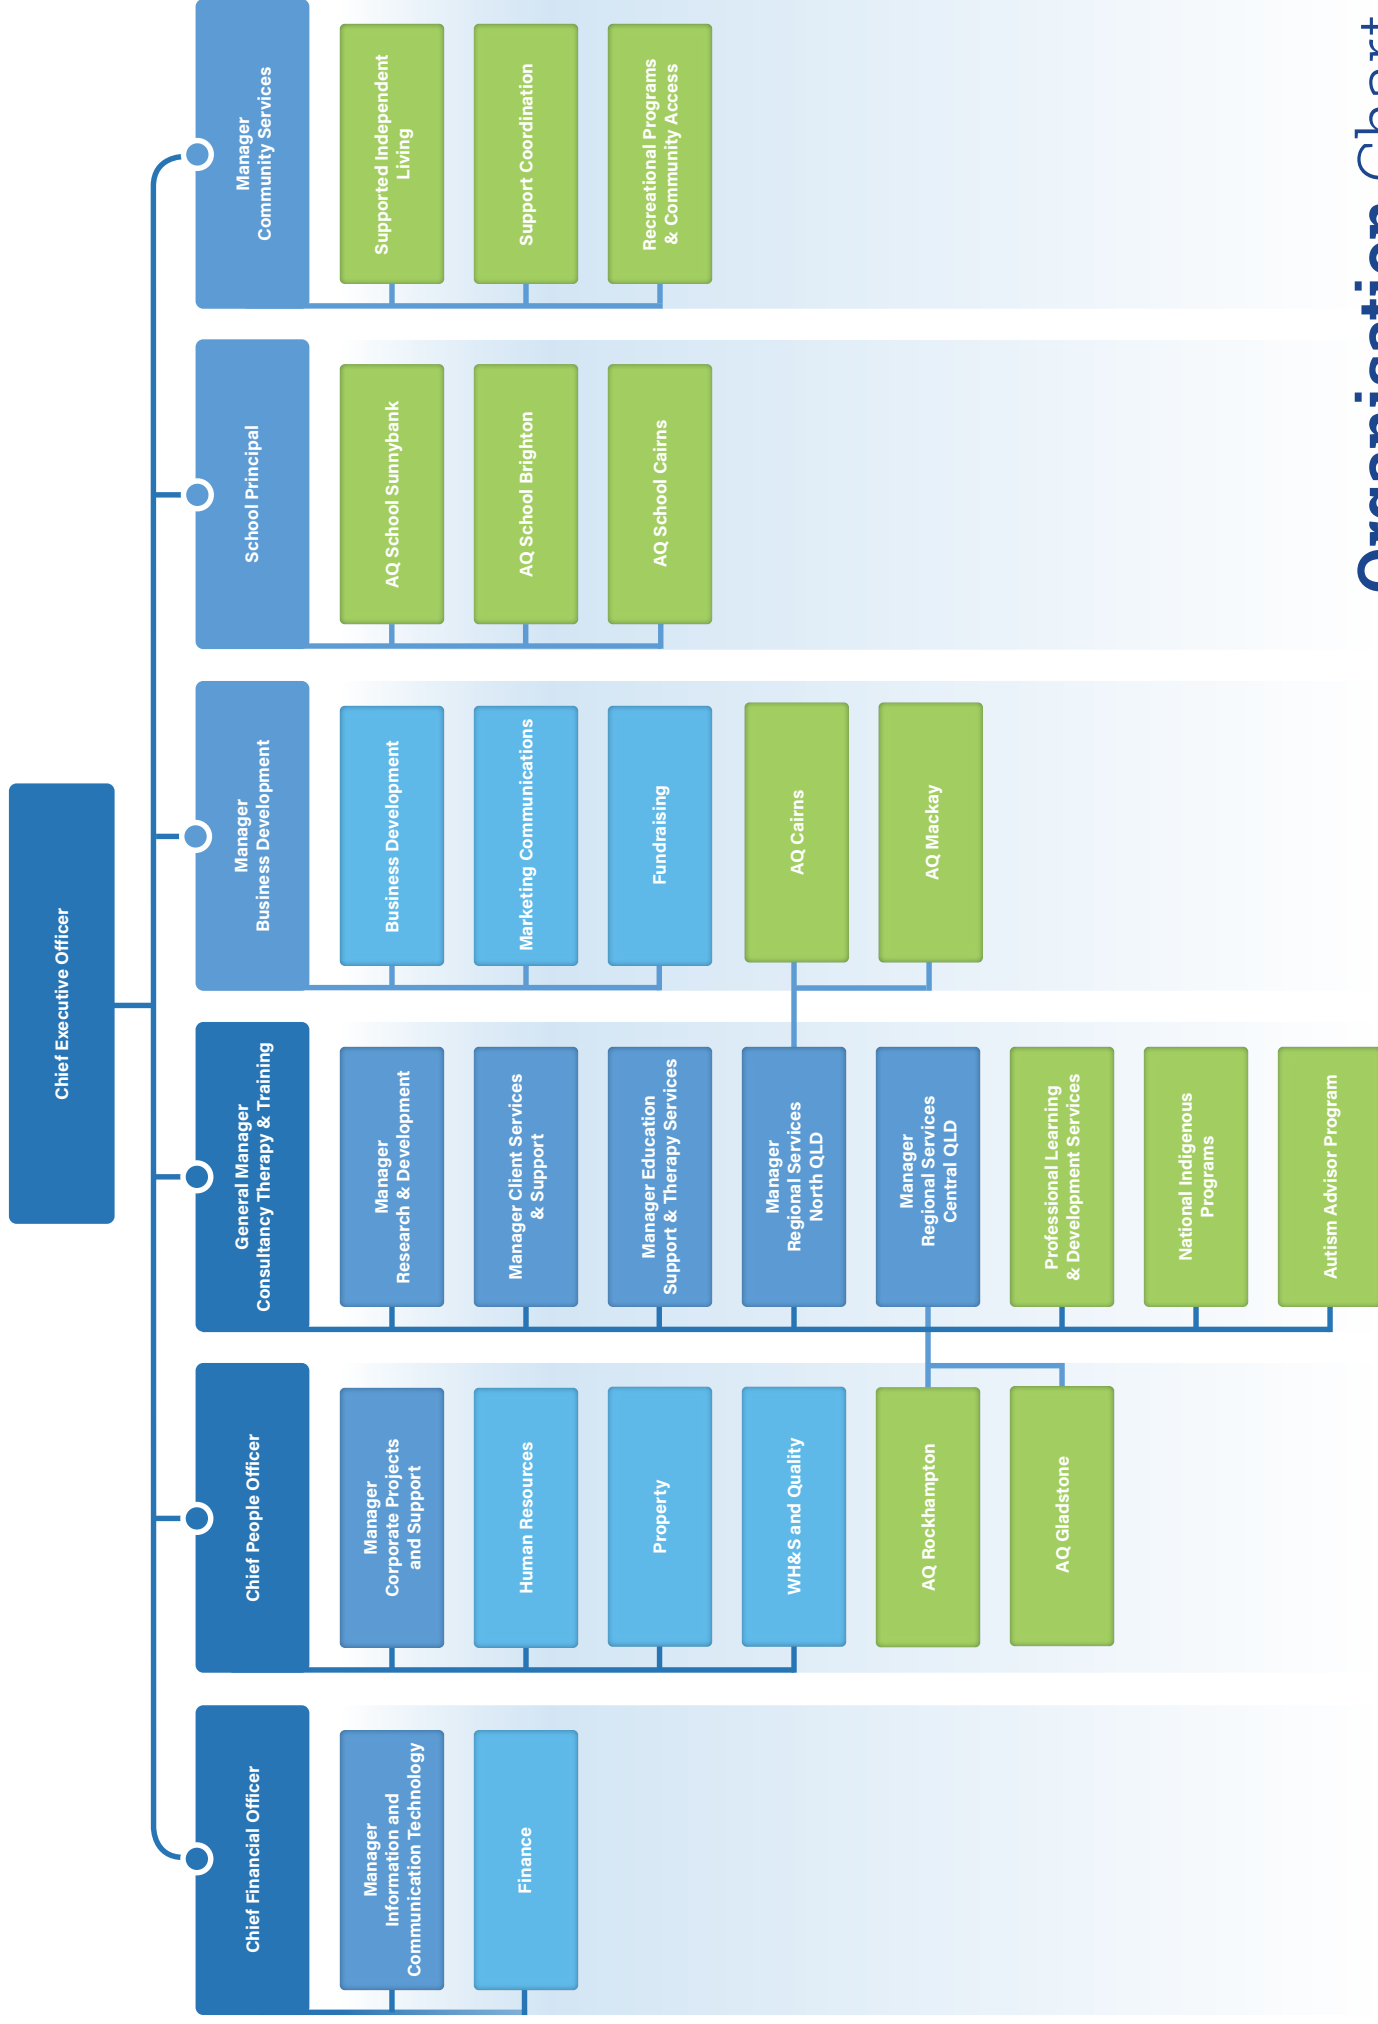 Chief Executive Officer
Chief Financial Officer
Manager
Information and
Communication Technology
Finance
Chief People Officer
Manager
Corporate Projects
and Support
Human Resources
Property
WH&S and Quality
AQ Rockhampton
AQ Gladstone
General Manager
Consultancy Therapy & Training
Manager
Research & Development
Manager Client Services
& Support
Manager Education
Support & Therapy Services
Manager
Regional Services
North QLD
Manager
Regional Services
Central QLD
Professional Learning
& Development Services
National Indigenous
Programs
Autism Advisor Program
Manager
Business Development
Business Development
Marketing Communications
Fundraising
AQ Cairns
AQ Mackay
School Principal
AQ School Sunnybank
AQ School Brighton
AQ School Cairns
Manager
Community Services
Supported Independent
Living
Support Coordination
Recreational Programs
& Community Access
Organisation Chart